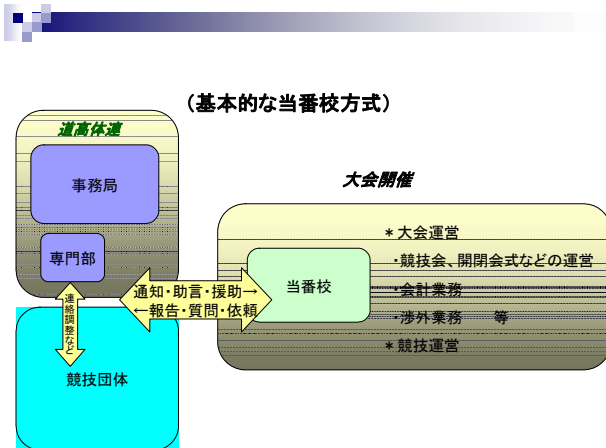 （基本的な当番校方式）
道高体連
事務局
専門部
連絡調整など
競技団体
通知・助言・援助→
←報告・質問・依頼
大会開催
当番校
＊大会運営
・競技会、開閉会式などの運営
・会計業務
・渉外業務　等
＊競技運営